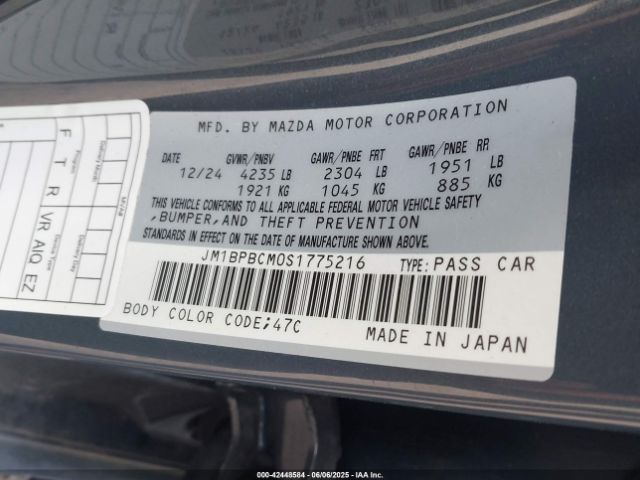 MFD. BY MAZDA MOTOR CORPORATION
DATE GVWR/PNBV GAWR/PNBE FRT GAWR/PNBE RR
12/24 4235 LB 2304 LB 1951 LB
1921 KG 1045 KG 885 KG
THIS VEHICLE CONFORMS TO ALL APPLICABLE FEDERAL MOTOR VEHICLE SAFETY
,BUMPER,AND THEFT PREVENTION
STANDARDS IN EFFECT ON THE DATE OF MANUFACTURE SHOWN ABOVE.
JM1BPBCM0S1775216 TYPE: PASS CAR
BODY COLOR CODE;47C
MADE IN JAPAN
F T R
VR AIQ EZ
000-42448584 - 06/06/2025 - IAAI Inc.